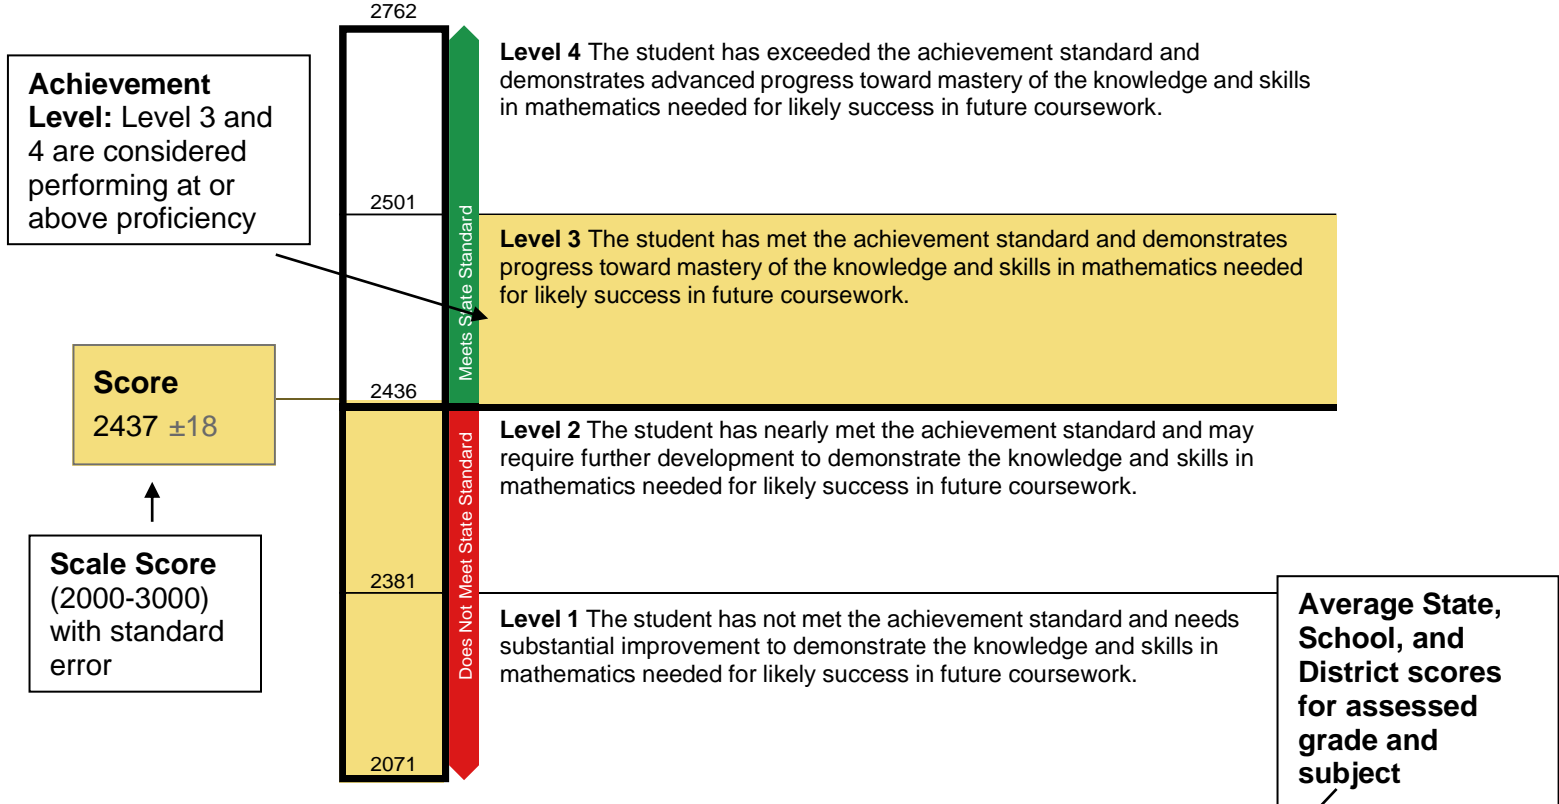 2762
Level 4 The student has exceeded the achievement standard and
demonstrates advanced progress toward mastery of the knowledge and skills
in mathematics needed for likely success in future coursework.
Achievement
Level: Level 3 and
4 are considered
performing at or
above proficiency
2501
Meets State Standard
Level 3 The student has met the achievement standard and demonstrates
progress toward mastery of the knowledge and skills in mathematics needed
for likely success in future coursework.
Score
2437 ±18
2436
Level 2 The student has nearly met the achievement standard and may
require further development to demonstrate the knowledge and skills in
mathematics needed for likely success in future coursework.
Does Not Meet State Standard
Scale Score
(2000-3000)
with standard
error
2381
Level 1 The student has not met the achievement standard and needs
substantial improvement to demonstrate the knowledge and skills in
mathematics needed for likely success in future coursework.
2071
Average State,
School, and
District scores
for assessed
grade and
subject